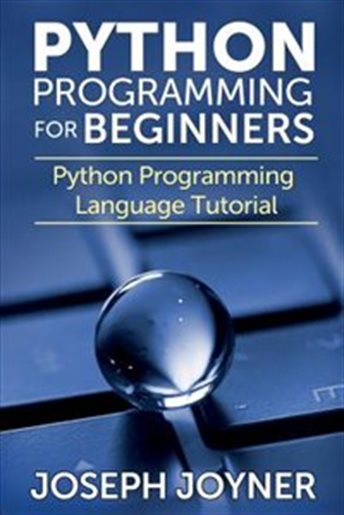 PYTHON
PROGRAMMING
FOR BEGINNERS
Python Programming
Language Tutorial
JOSEPH JOYNER